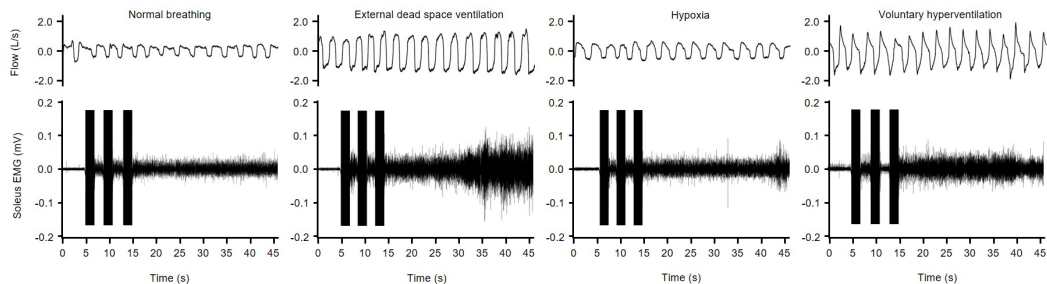 Normal breathing
External dead space ventilation
Hypoxia
Voluntary hyperventilation
Flow (L/s)
2.0
0.0
-2.0
2.0
0.0
-2.0
2.0
0.0
-2.0
2.0
0.0
-2.0
Soleus EMG (mV)
0.2
0.1
0.0
-0.1
-0.2
0.2
0.1
0.0
-0.1
-0.2
0.2
0.1
0.0
-0.1
-0.2
0.2
0.1
0.0
-0.1
-0.2
0 5 10 15 20 25 30 35 40 45
0 5 10 15 20 25 30 35 40 45
0 5 10 15 20 25 30 35 40 45
0 5 10 15 20 25 30 35 40 45
Time (s)
Time (s)
Time (s)
Time (s)